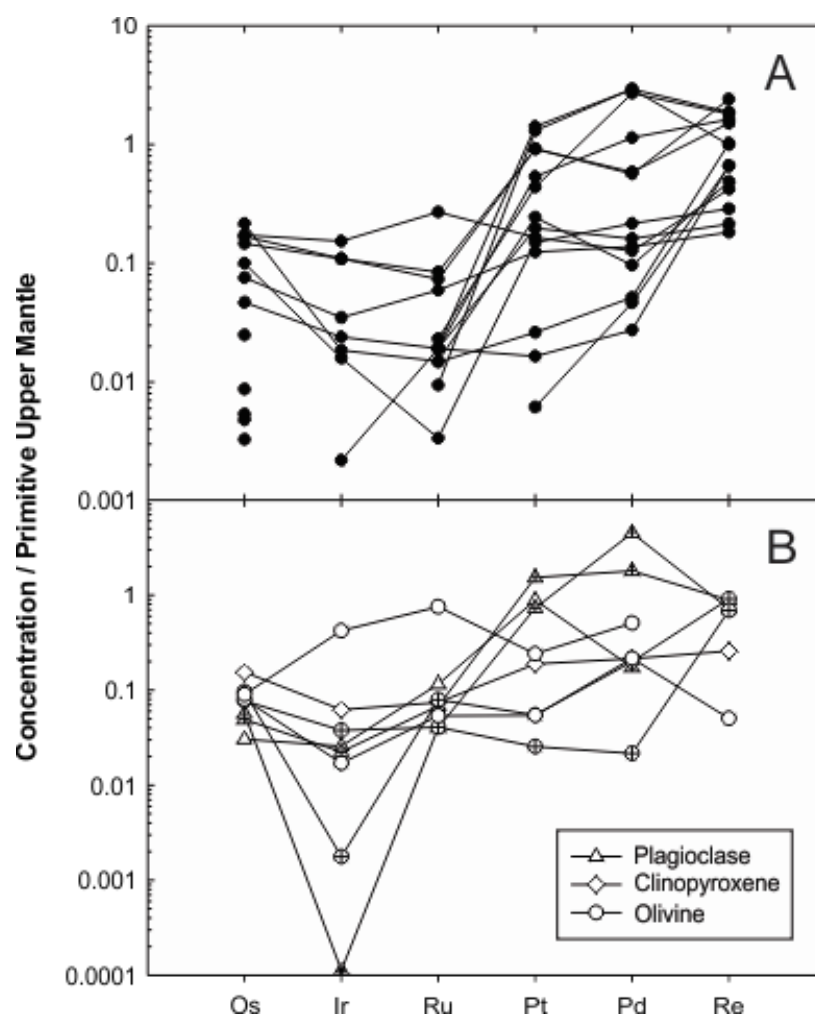 Concentration / Primitive Upper Mantle
10
A
1
0.1
0.01
0.001
B
1
0.1
0.01
0.001
0.0001
Plagioclase
Clinopyroxene
Olivine
Os Ir Ru Pt Pd Re